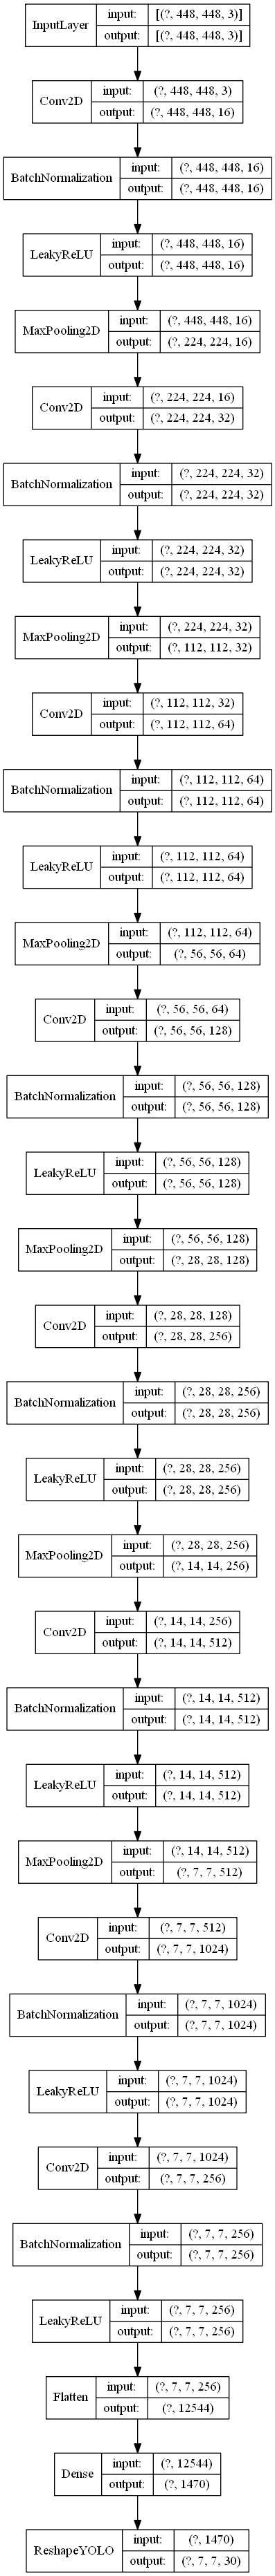 InputLayer input: [(?, 448, 448, 3)]
output: [(?, 448, 448, 3)]
Conv2D input: (?, 448, 448, 3)
output: (?, 448, 448, 16)
BatchNormalization input: (?, 448, 448, 16)
output: (?, 448, 448, 16)
LeakyReLU input: (?, 448, 448, 16)
output: (?, 448, 448, 16)
MaxPooling2D input: (?, 448, 448, 16)
output: (?, 224, 224, 16)
Conv2D input: (?, 224, 224, 16)
output: (?, 224, 224, 32)
BatchNormalization input: (?, 224, 224, 32)
output: (?, 224, 224, 32)
LeakyReLU input: (?, 224, 224, 32)
output: (?, 224, 224, 32)
MaxPooling2D input: (?, 224, 224, 32)
output: (?, 112, 112, 32)
Conv2D input: (?, 112, 112, 32)
output: (?, 112, 112, 64)
BatchNormalization input: (?, 112, 112, 64)
output: (?, 112, 112, 64)
LeakyReLU input: (?, 112, 112, 64)
output: (?, 112, 112, 64)
MaxPooling2D input: (?, 112, 112, 64)
output: (?, 56, 56, 64)
Conv2D input: (?, 56, 56, 64)
output: (?, 56, 56, 128)
BatchNormalization input: (?, 56, 56, 128)
output: (?, 56, 56, 128)
LeakyReLU input: (?, 56, 56, 128)
output: (?, 56, 56, 128)
MaxPooling2D input: (?, 56, 56, 128)
output: (?, 28, 28, 128)
Conv2D input: (?, 28, 28, 128)
output: (?, 28, 28, 256)
BatchNormalization input: (?, 28, 28, 256)
output: (?, 28, 28, 256)
LeakyReLU input: (?, 28, 28, 256)
output: (?, 28, 28, 256)
MaxPooling2D input: (?, 28, 28, 256)
output: (?, 14, 14, 256)
Conv2D input: (?, 14, 14, 256)
output: (?, 14, 14, 512)
BatchNormalization input: (?, 14, 14, 512)
output: (?, 14, 14, 512)
LeakyReLU input: (?, 14, 14, 512)
output: (?, 14, 14, 512)
MaxPooling2D input: (?, 14, 14, 512)
output: (?, 7, 7, 512)
Conv2D input: (?, 7, 7, 512)
output: (?, 7, 7, 1024)
BatchNormalization input: (?, 7, 7, 1024)
output: (?, 7, 7, 1024)
LeakyReLU input: (?, 7, 7, 1024)
output: (?, 7, 7, 1024)
Conv2D input: (?, 7, 7, 1024)
output: (?, 7, 7, 256)
BatchNormalization input: (?, 7, 7, 256)
output: (?, 7, 7, 256)
LeakyReLU input: (?, 7, 7, 256)
output: (?, 7, 7, 256)
Flatten input: (?, 7, 7, 256)
output: (?, 12544)
Dense input: (?, 12544)
output: (?, 1470)
ReshapeYOLO input: (?, 1470)
output: (?, 7, 7, 30)